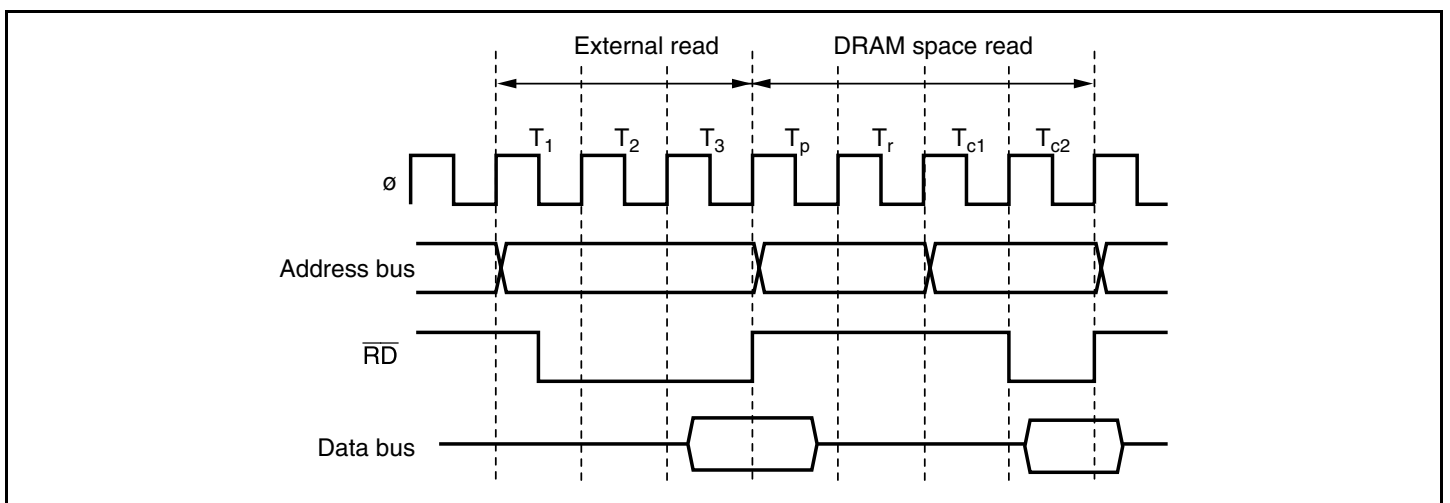 External read DRAM space read
T1 T2 T3 Tp Tr Tc1 Tc2
ø
Address bus
RD
Data bus